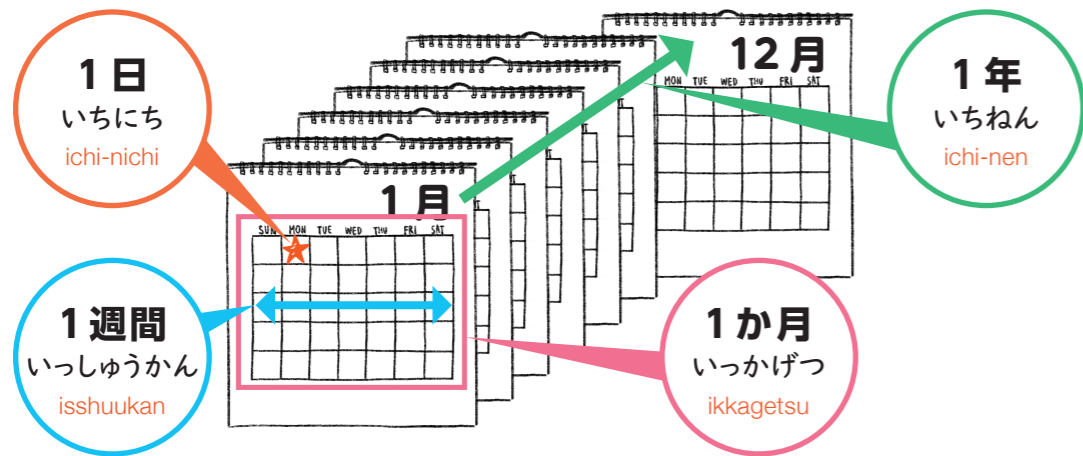 1日
いちにち
ichi-nichi
12月
MON TUE WED THU FRI SAT
1年
いちねん
ichi-nen
1月
SUN MON TUE WED THU FRI SAT
1週間
いっしゅうかん
isshuukan
1か月
いっかげつ
ikkagetsu